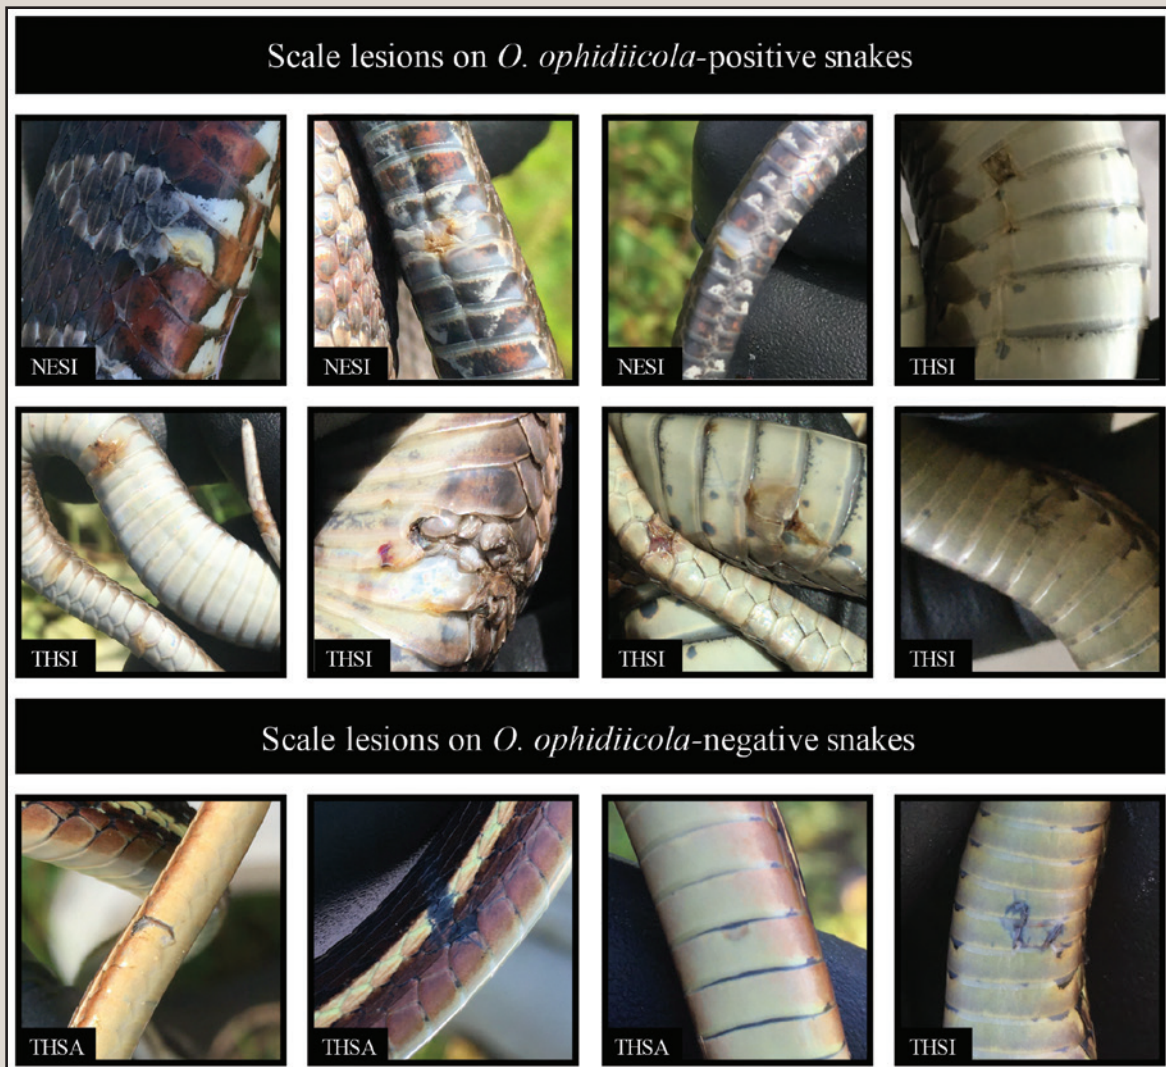 Scale lesions on O. ophidiicola-positive snakes
NESI
NESI
NESI
THSI
THSI
THSI
THSI
THSI
Scale lesions on O. ophidiicola-negative snakes
THSA
THSA
THSA
THSI